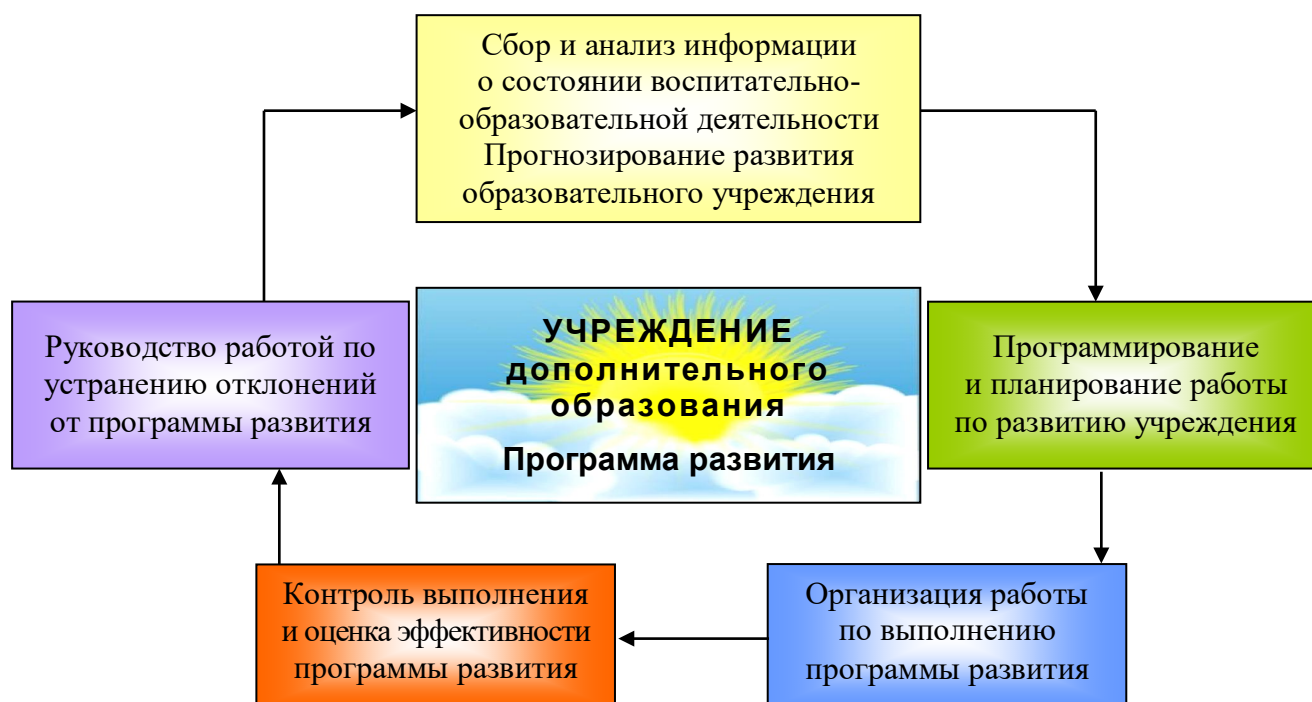 Сбор и анализ информации
о состоянии воспитательно-
образовательной деятельности
Прогнозирование развития
образовательного учреждения
Руководство работой по
устранению отклонений
от программы развития
УЧРЕЖДЕНИЕ
дополнительного
образования
Программа развития
Программирование
и планирование работы
по развитию учреждения
Контроль выполнения
и оценка эффективности
программы развития
Организация работы
по выполнению
программы развития